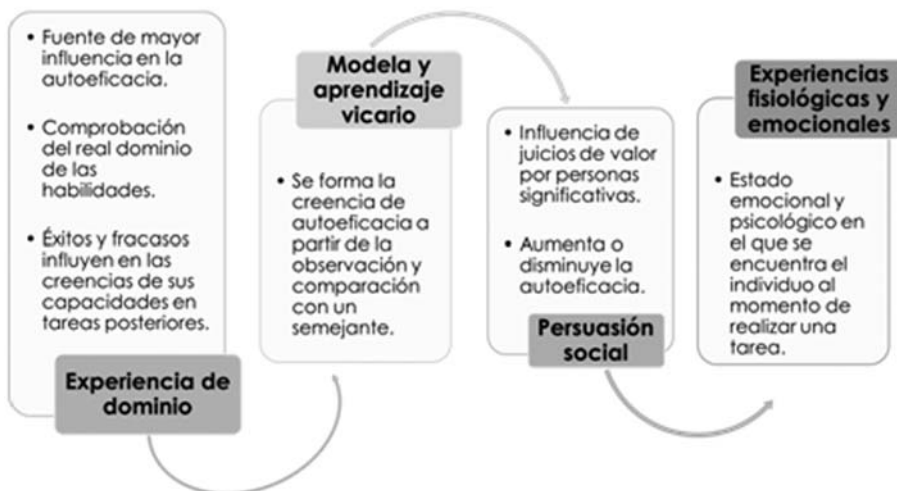 • Fuente de mayor
influencia en la
autoeficacia.
• Comprobación
del real dominio
de las
habilidades.
• Éxitos y fracasos
influyen en las
creencias de sus
capacidades en
tareas posteriores.
Experiencia de
dominio
Modela y
aprendizaje
vicario
• Se forma la
creencia de
autoeficacia a
partir de la
observación y
comparación
con un
semejante.
• Influencia de
juicios de valor
por personas
significativas.
• Aumenta o
disminuye la
autoeficacia.
Persuasión
social
Experiencias
fisiológicas y
emocionales
• Estado
emocional y
psicológico en
el que se
encuentra el
individuo al
momento de
realizar una
tarea.